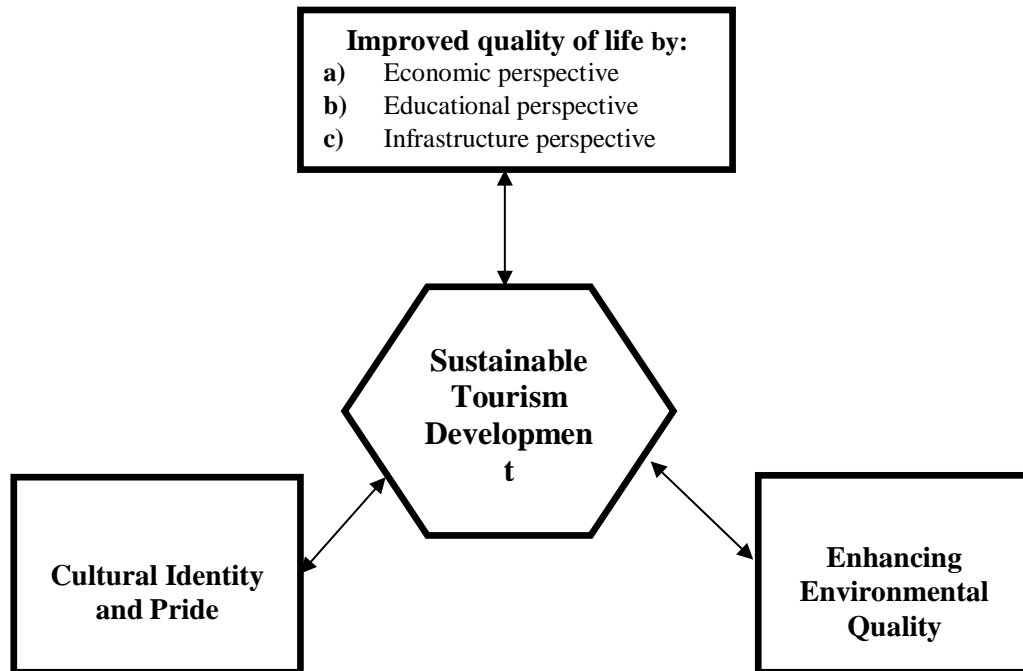 Improved quality of life by:
a) Economic perspective
b) Educational perspective
c) Infrastructure perspective
Sustainable
Tourism
Developmen
t
Cultural Identity
and Pride
Enhancing
Environmental
Quality